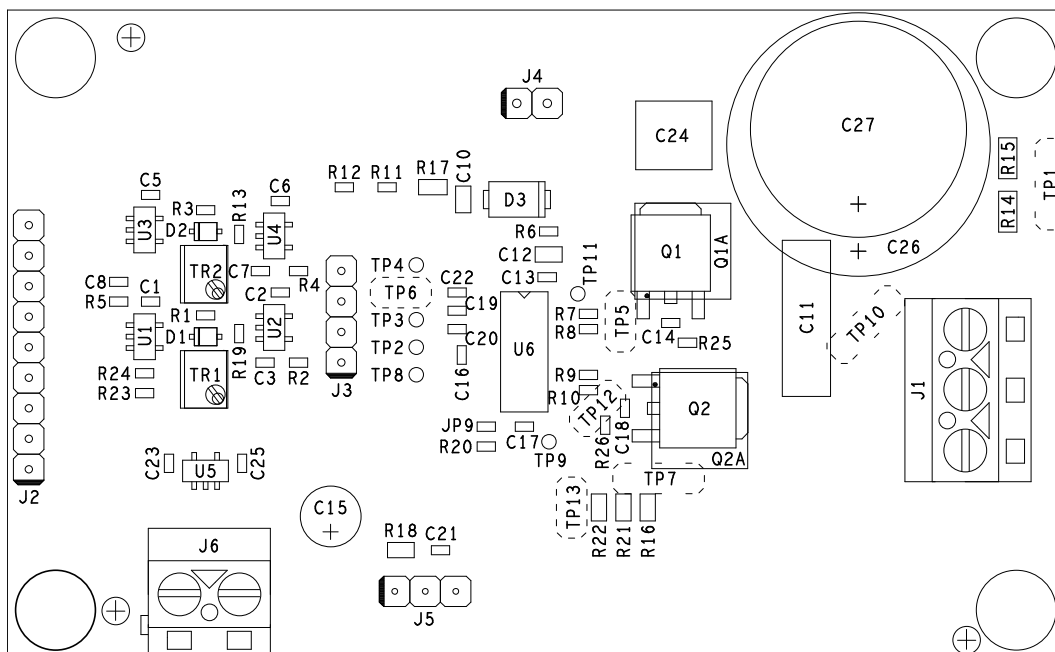 J4
C24
C27
R15
TP1
R14
C26
R12
R11
R17
C10
D3
C5
R3
R13
C6
D2
U3
U4
R6
C12
Q1
Q1A
TP4
TP11
TR2
C7
R4
TP6
C22
C13
C8
C2
R5
C1
R1
C19
R7
TP5
C11
TP10
TP3
R8
C14
U1
D1
R19
U2
C20
U6
R25
TP2
C3
R2
J3
TP8
C16
R24
TR1
R23
R9
R10
TP12
Q2
J1
JP9
R20
C17
TP9
R26
C18
Q2A
C23
U5
C25
TP7
J2
C15
TP13
R22
R21
R16
R18
C21
J6
J5